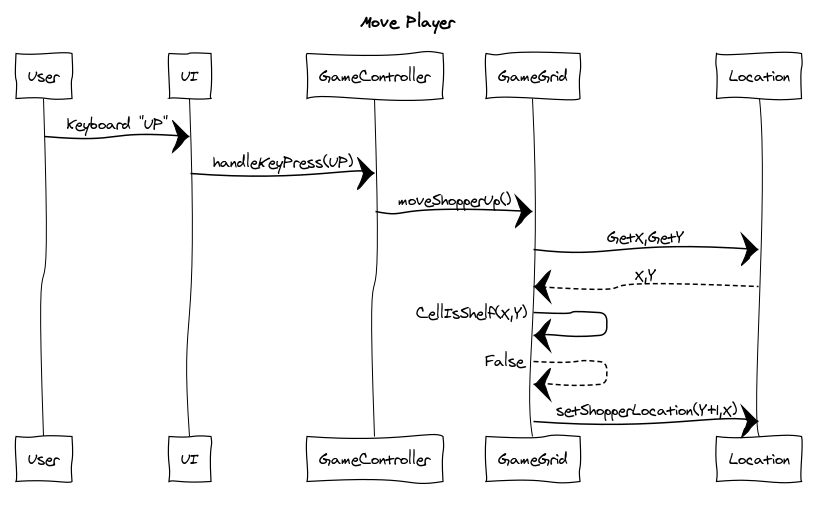 Move Player
User
UI
GameController
GameGrid
Location
Keyboard "UP"
handleKeyPress(UP)
moveShopperUp()
GetX,GetY
X,Y
CellIsShelf(X,Y)
False
setShopperLocation(Y+1,X)
User
UI
GameController
GameGrid
Location